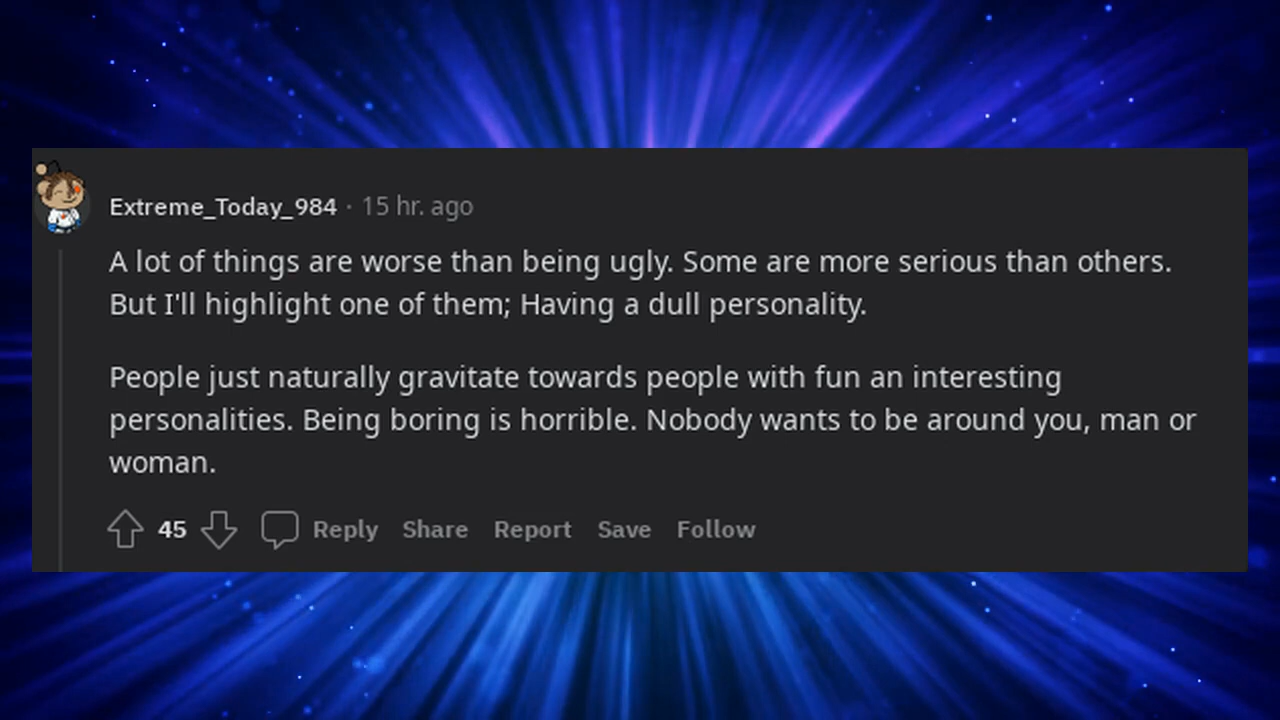 Extreme_Today_984 · 15 hr. ago
A lot of things are worse than being ugly. Some are more serious than others.
But I'll highlight one of them; Having a dull personality.
People just naturally gravitate towards people with fun an interesting
personalities. Being boring is horrible. Nobody wants to be around you, man or
woman.
45 Reply Share Report Save Follow